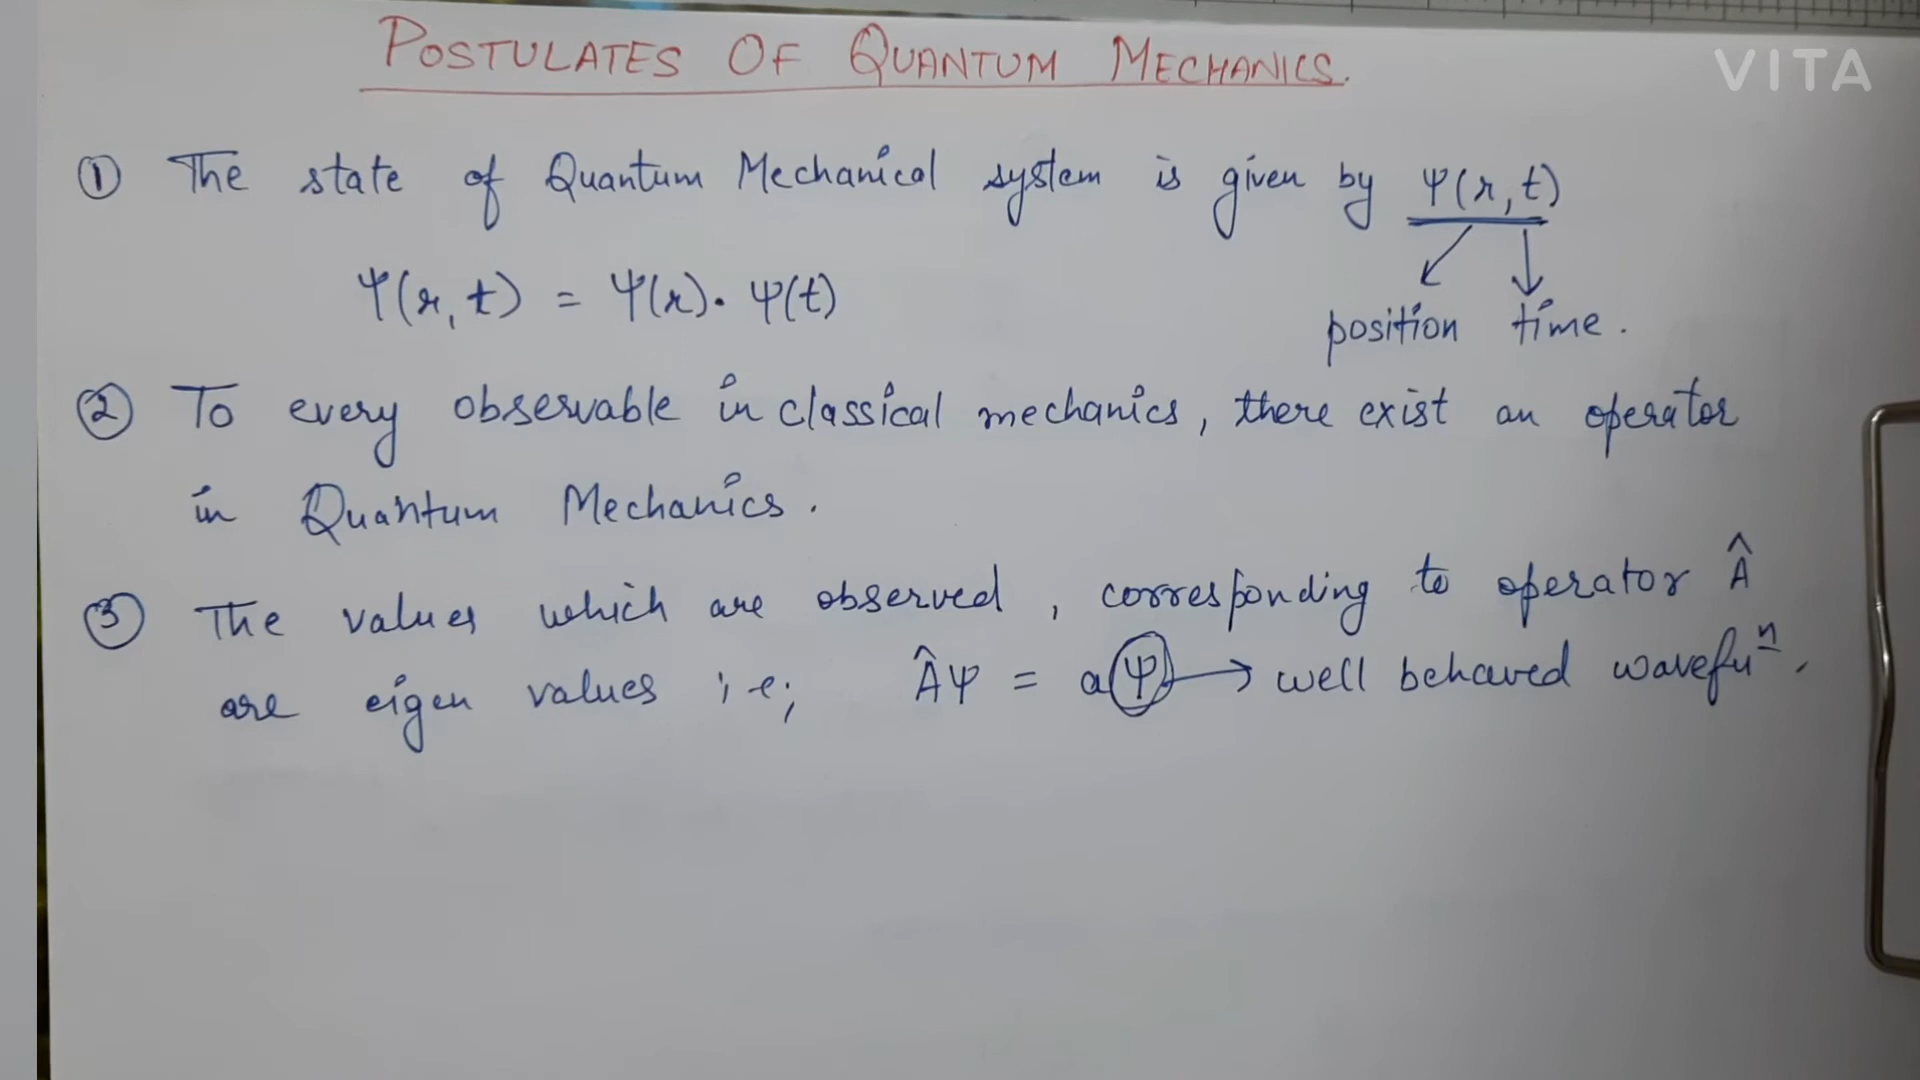 POSTULATES OF QUANTUM MECHANICS.
VITA
① The state of Quantum Mechanical system is given by Ψ(r,t)
Ψ(r,t) = Ψ(r). Ψ(t)
position time.
② To every observable in classical mechanics, there exist an operator
in Quantum Mechanics.
③ The values which are observed, corresponding to operator Â
are eigen values i.e; ÂΨ = aΨ → well behaved wavefuⁿ.